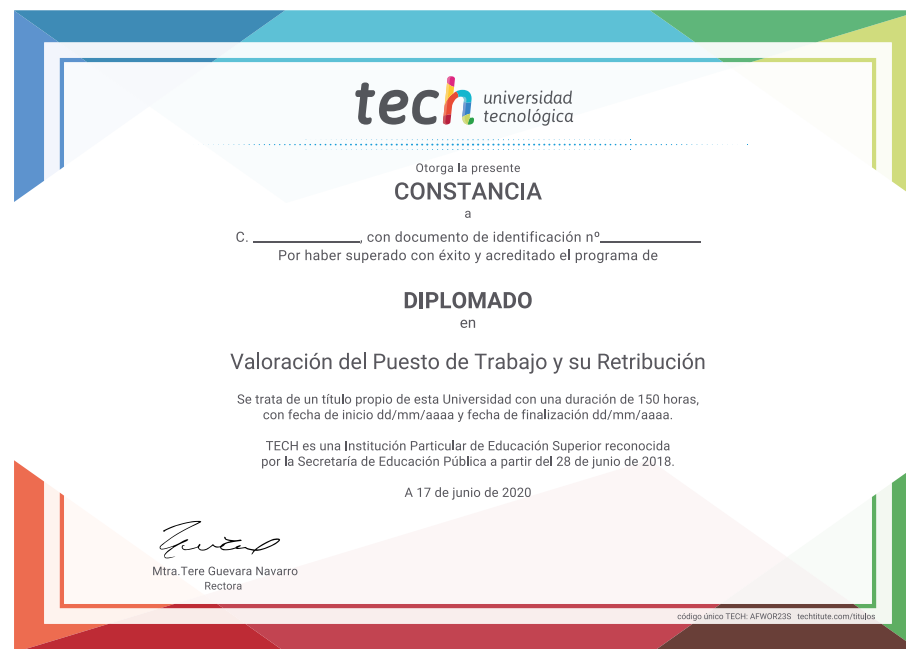 tech universidad
tecnológica
Otorga la presente
CONSTANCIA
a
C. ____________, con documento de identificación nº____________
Por haber superado con éxito y acreditado el programa de
DIPLOMADO
en
Valoración del Puesto de Trabajo y su Retribución
Se trata de un título propio de esta Universidad con una duración de 150 horas,
con fecha de inicio dd/mm/aaaa y fecha de finalización dd/mm/aaaa.
TECH es una Institución Particular de Educación Superior reconocida
por la Secretaría de Educación Pública a partir del 28 de junio de 2018.
A 17 de junio de 2020
Mtra.Tere Guevara Navarro
Rectora
código único TECH: AFWOR23S techtitute.com/titulos